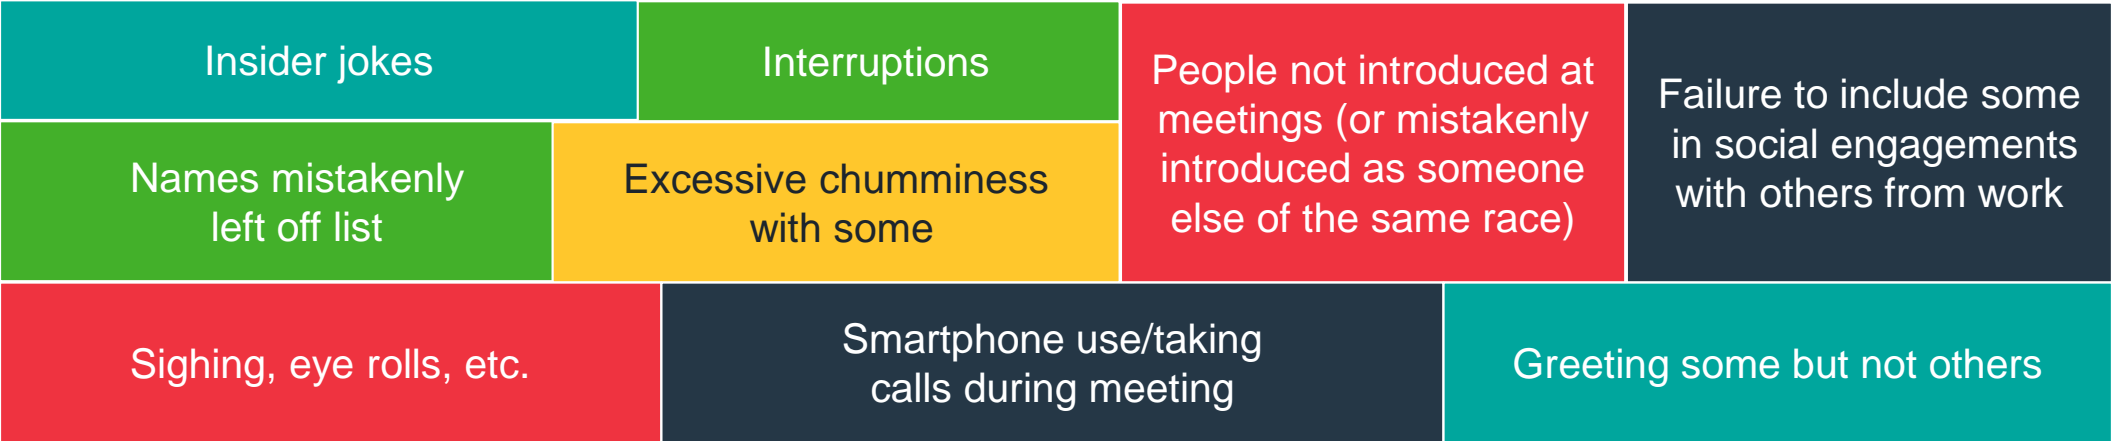 Insider jokes
Interruptions
People not introduced at
meetings (or mistakenly
introduced as someone
else of the same race)
Failure to include some
in social engagements
with others from work
Names mistakenly
left off list
Excessive chumminess
with some
Sighing, eye rolls, etc.
Smartphone use/taking
calls during meeting
Greeting some but not others